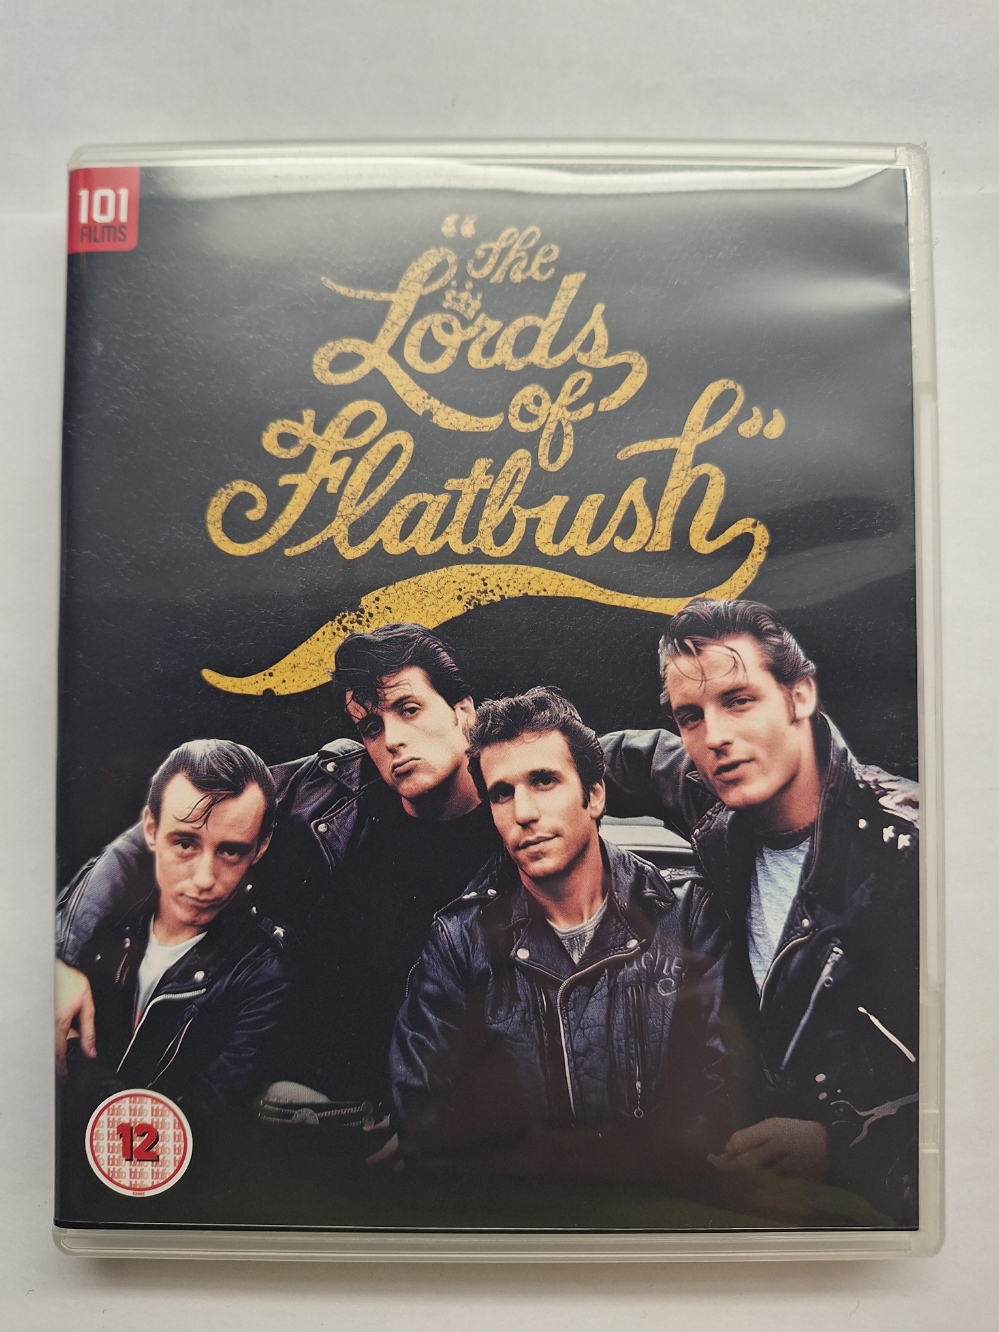 101
FILMS
“The
Lords
of
Flatbush”
12